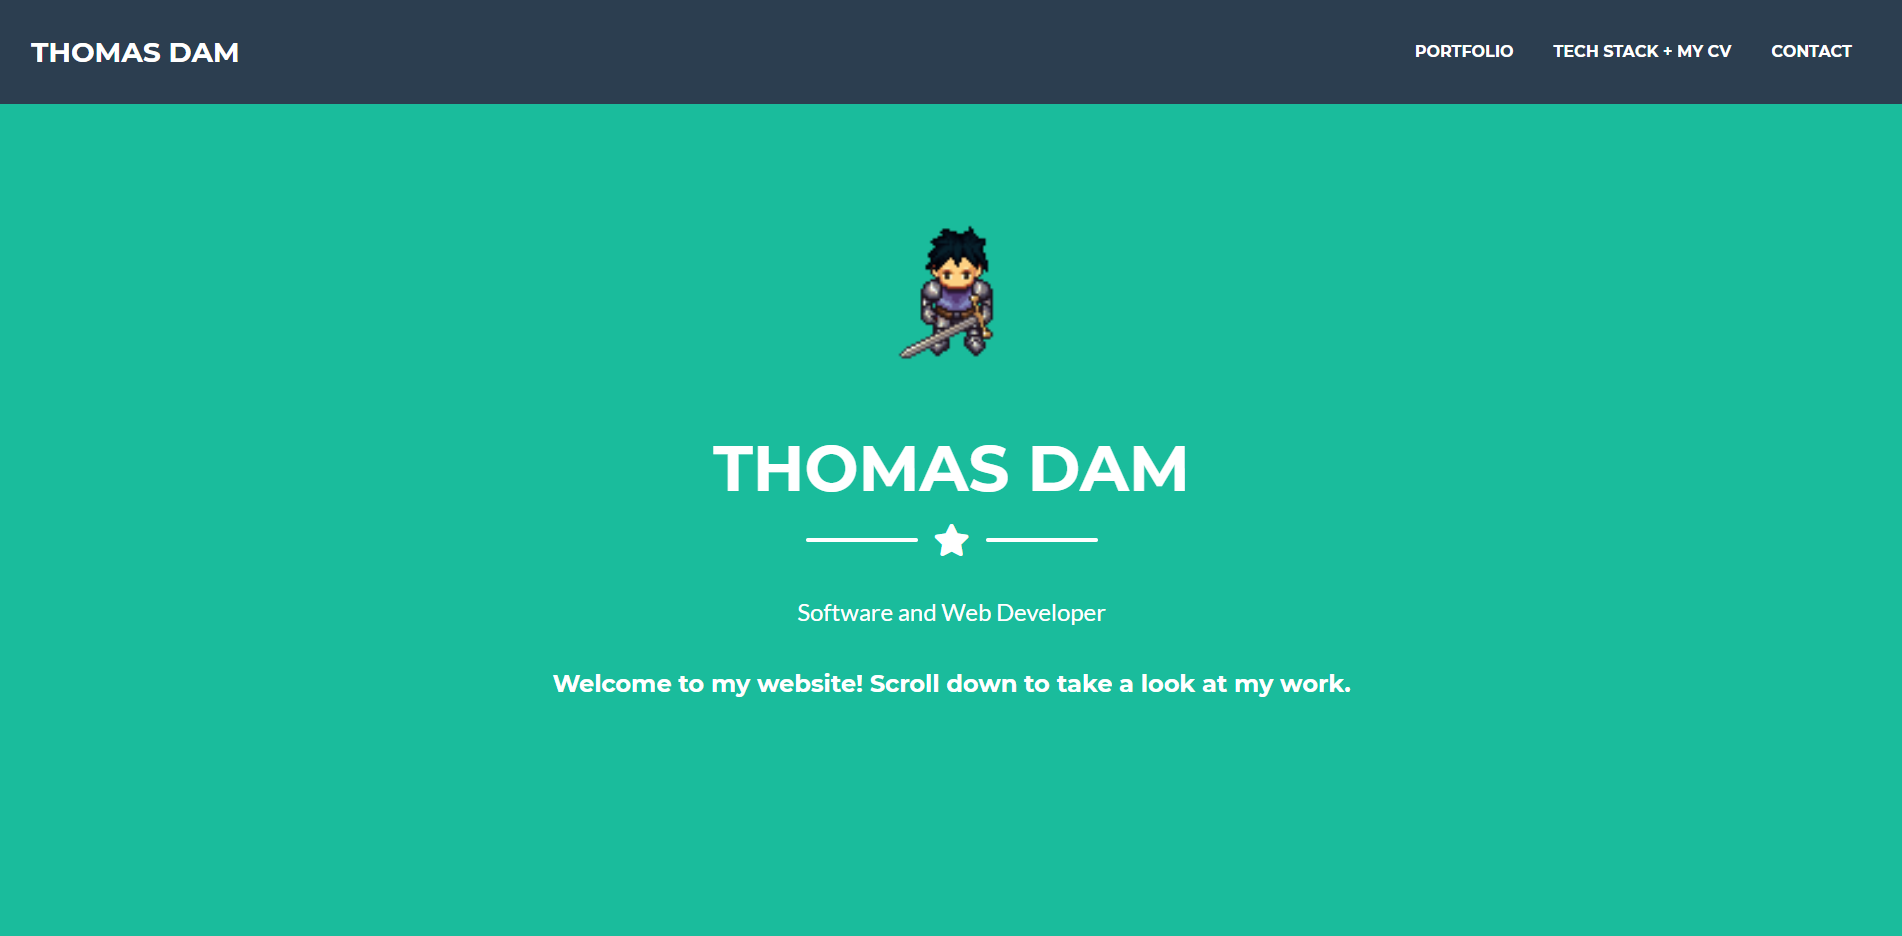 THOMAS DAM
PORTFOLIO
TECH STACK + MY CV
CONTACT
THOMAS DAM
Software and Web Developer
Welcome to my website! Scroll down to take a look at my work.